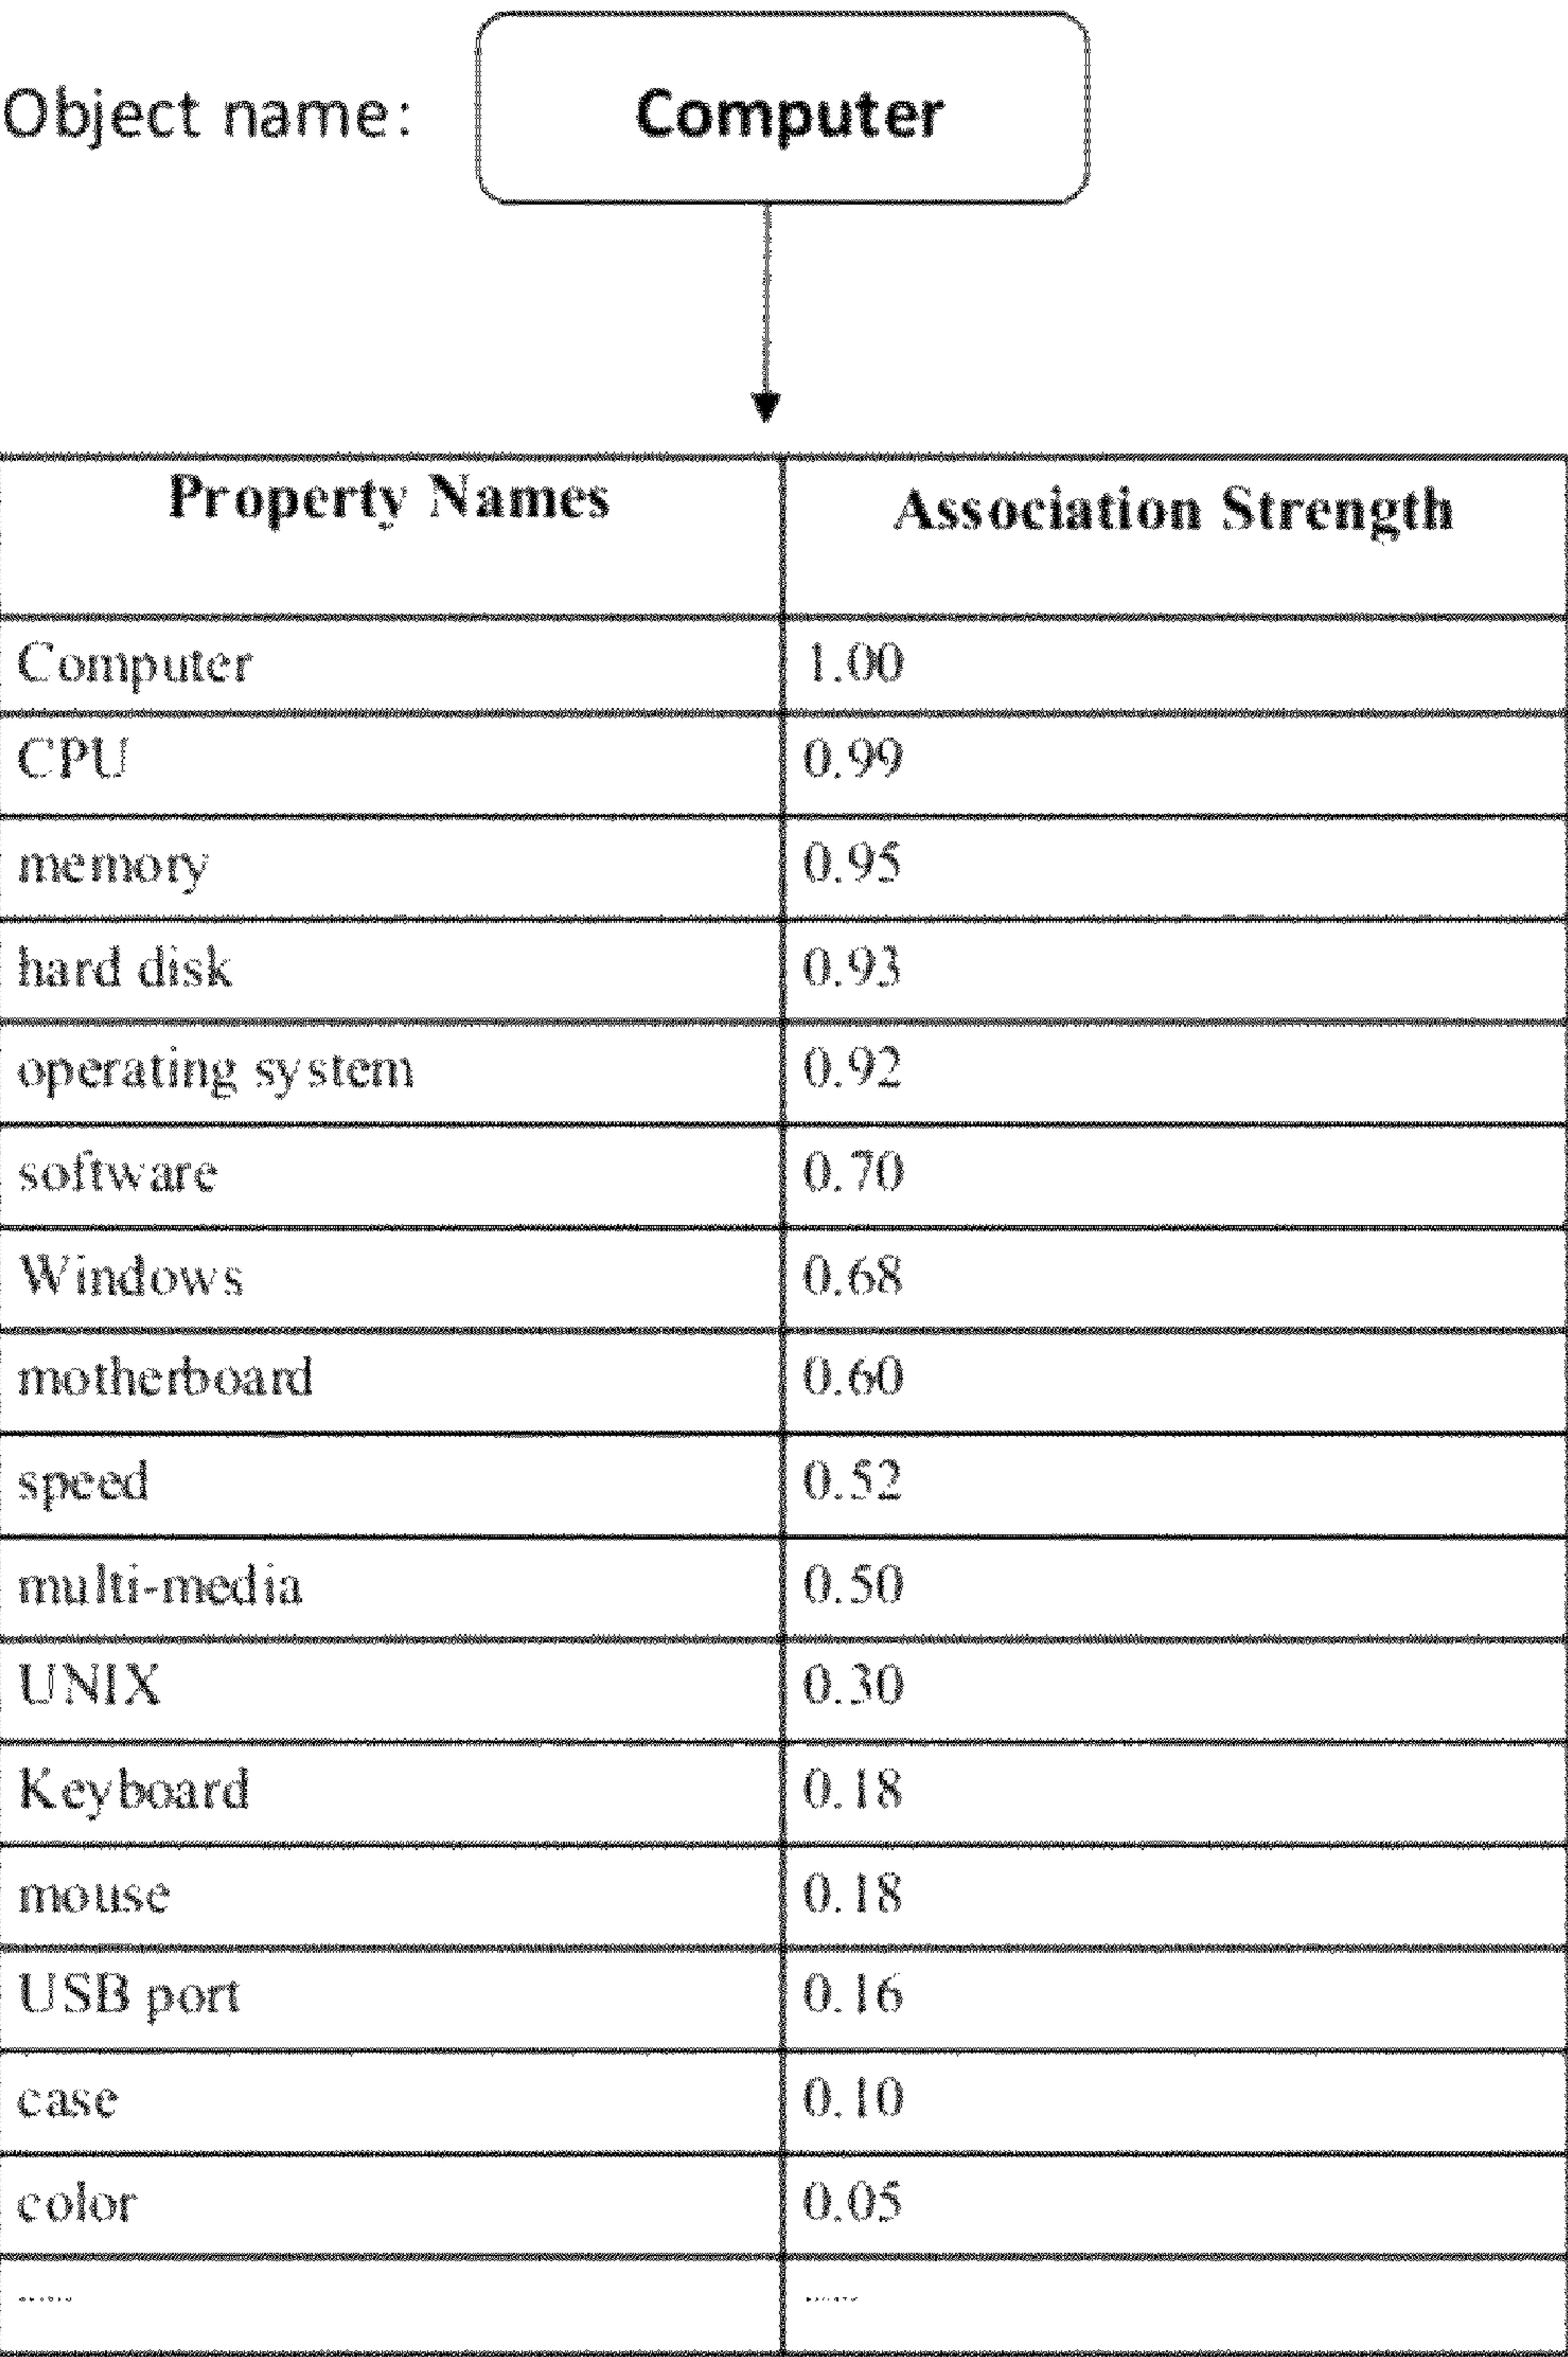 Object name: Computer
Property Names Association Strength
Computer 1.00
CPU 0.99
memory 0.95
hard disk 0.93
operating system 0.92
software 0.70
Windows 0.68
motherboard 0.60
speed 0.52
multi-media 0.50
UNIX 0.30
Keyboard 0.18
mouse 0.18
USB port 0.16
case 0.10
color 0.05
...... ......